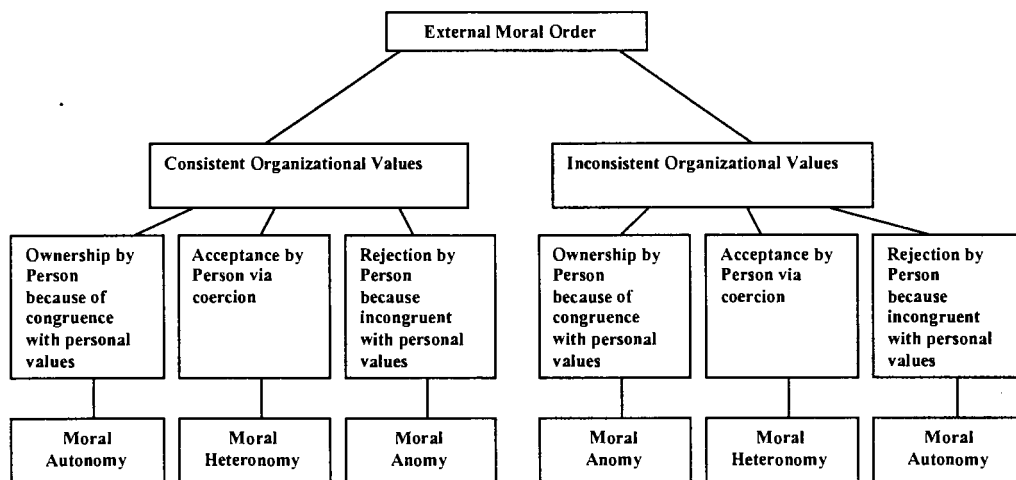 External Moral Order
Consistent Organizational Values
Inconsistent Organizational Values
Ownership by
Person
because of
congruence
with personal
values
Acceptance by
Person via
coercion
Rejection by
Person
because
incongruent
with personal
values
Ownership by
Person
because of
congruence
with personal
values
Acceptance by
Person via
coercion
Rejection by
Person
because
incongruent
with personal
values
Moral
Autonomy
Moral
Heteronomy
Moral
Anomy
Moral
Anomy
Moral
Heteronomy
Moral
Autonomy